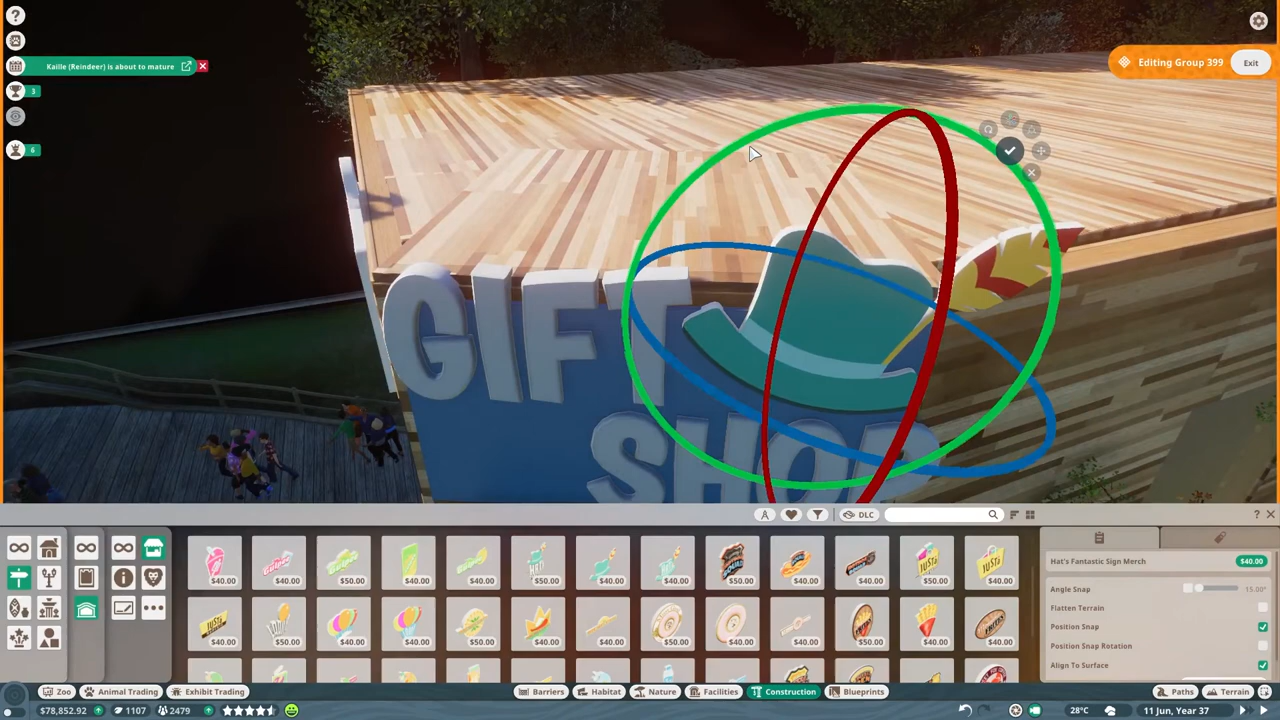 Kaille (Reindeer) is about to mature
3
6
Editing Group 399
Exit
GIFT
SHOP
DLC
$40.00 $40.00 $50.00 $40.00 $40.00 $50.00 $40.00 $40.00 $50.00 $40.00 $40.00 $50.00 $40.00
$40.00 $50.00 $40.00 $40.00 $50.00 $40.00 $40.00 $50.00 $40.00 $40.00 $50.00 $40.00 $40.00
Hat's Fantastic Sign Merch
$40.00
Angle Snap
15.00°
Flatten Terrain
Position Snap
Position Snap Rotation
Align To Surface
Zoo
Animal Trading
Exhibit Trading
Barriers
Habitat
Nature
Facilities
Construction
Blueprints
Paths
Terrain
$78,852.92
1107
2479
28°C
11 Jun, Year 37